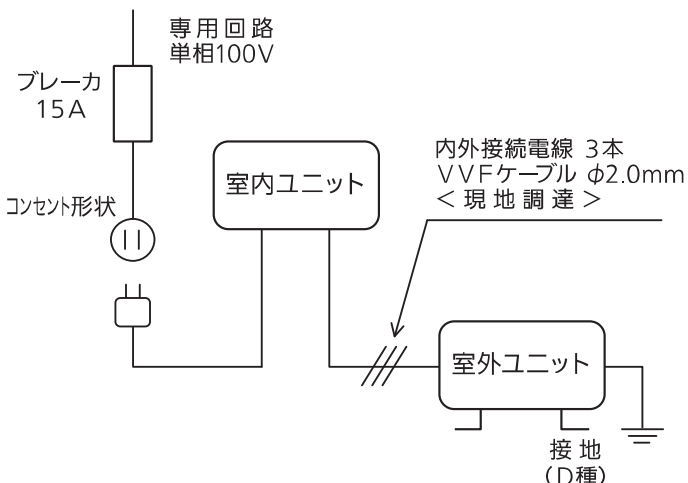 専用回路
単相100V
ブレーカ
15A
コンセント形状
室内ユニット
内外接続電線 3本
VVFケーブル φ2.0mm
<現地調達>
室外ユニット
接地
(D種)